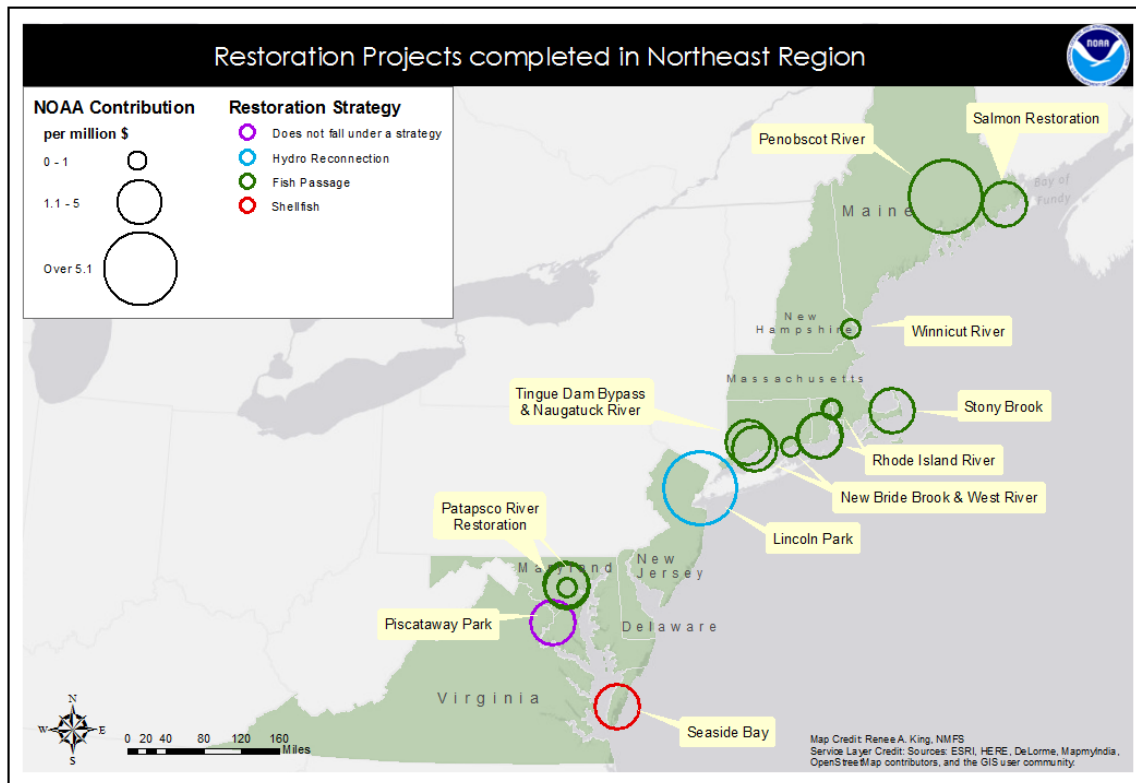 Restoration Projects completed in Northeast Region
NOAA
NOAA Contribution
per million $
0 - 1
1.1 - 5
Over 5.1
Restoration Strategy
Does not fall under a strategy
Hydro Reconnection
Fish Passage
Shellfish
Salmon Restoration
Penobscot River
Bay of
Fundy
Maine
New
Hampshire
Winnicut River
Massachusetts
Tingue Dam Bypass
& Naugatuck River
Stony Brook
Rhode Island River
New Bride Brook & West River
Patapsco River
Restoration
Lincoln Park
Maryland
New
Jersey
Piscataway Park
Delaware
Virginia
Seaside Bay
N
W
E
S
0 20 40 80 120 160
Miles
Map Credit: Renee A. King, NMFS
Service Layer Credit: Sources: ESRI, HERE, DeLorme, MapmyIndia,
OpenStreetMap contributors, and the GIS user community.